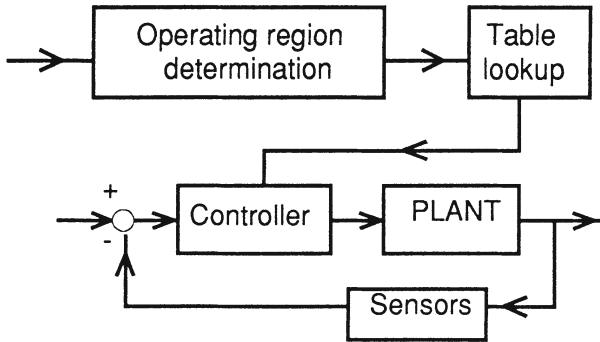 Operating region
determination
Table
lookup
+
Controller
PLANT
-
Sensors